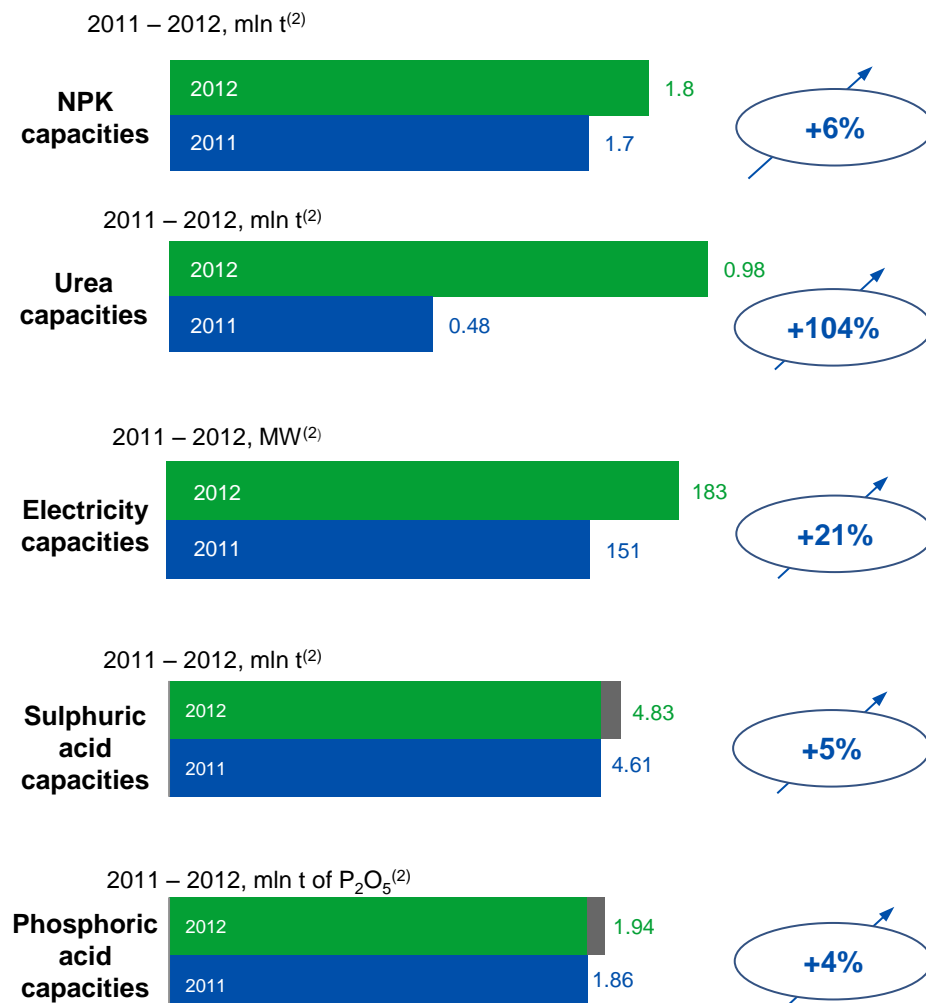 2011 – 2012, mln t(2)
NPK
capacities
2012
1.8
2011
1.7
+6%
2011 – 2012, mln t(2)
Urea
capacities
2012
0.98
2011
0.48
+104%
2011 – 2012, MW(2)
Electricity
capacities
2012
183
2011
151
+21%
2011 – 2012, mln t(2)
Sulphuric
acid
capacities
2012
4.83
2011
4.61
+5%
2011 – 2012, mln t of P2O5(2)
Phosphoric
acid
capacities
2012
1.94
2011
1.86
+4%